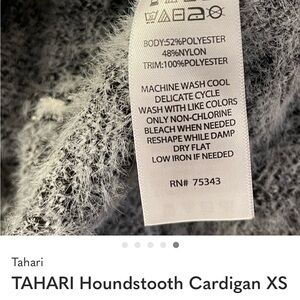 BODY:52%POLYESTER
48%NYLON
TRIM:100%POLYESTER
MACHINE WASH COOL
DELICATE CYCLE
WASH WITH LIKE COLORS
ONLY NON-CHLORINE
BLEACH WHEN NEEDED
RESHAPE WHILE DAMP
DRY FLAT
LOW IRON IF NEEDED
RN# 75343
Tahari
TAHARI Houndstooth Cardigan XS